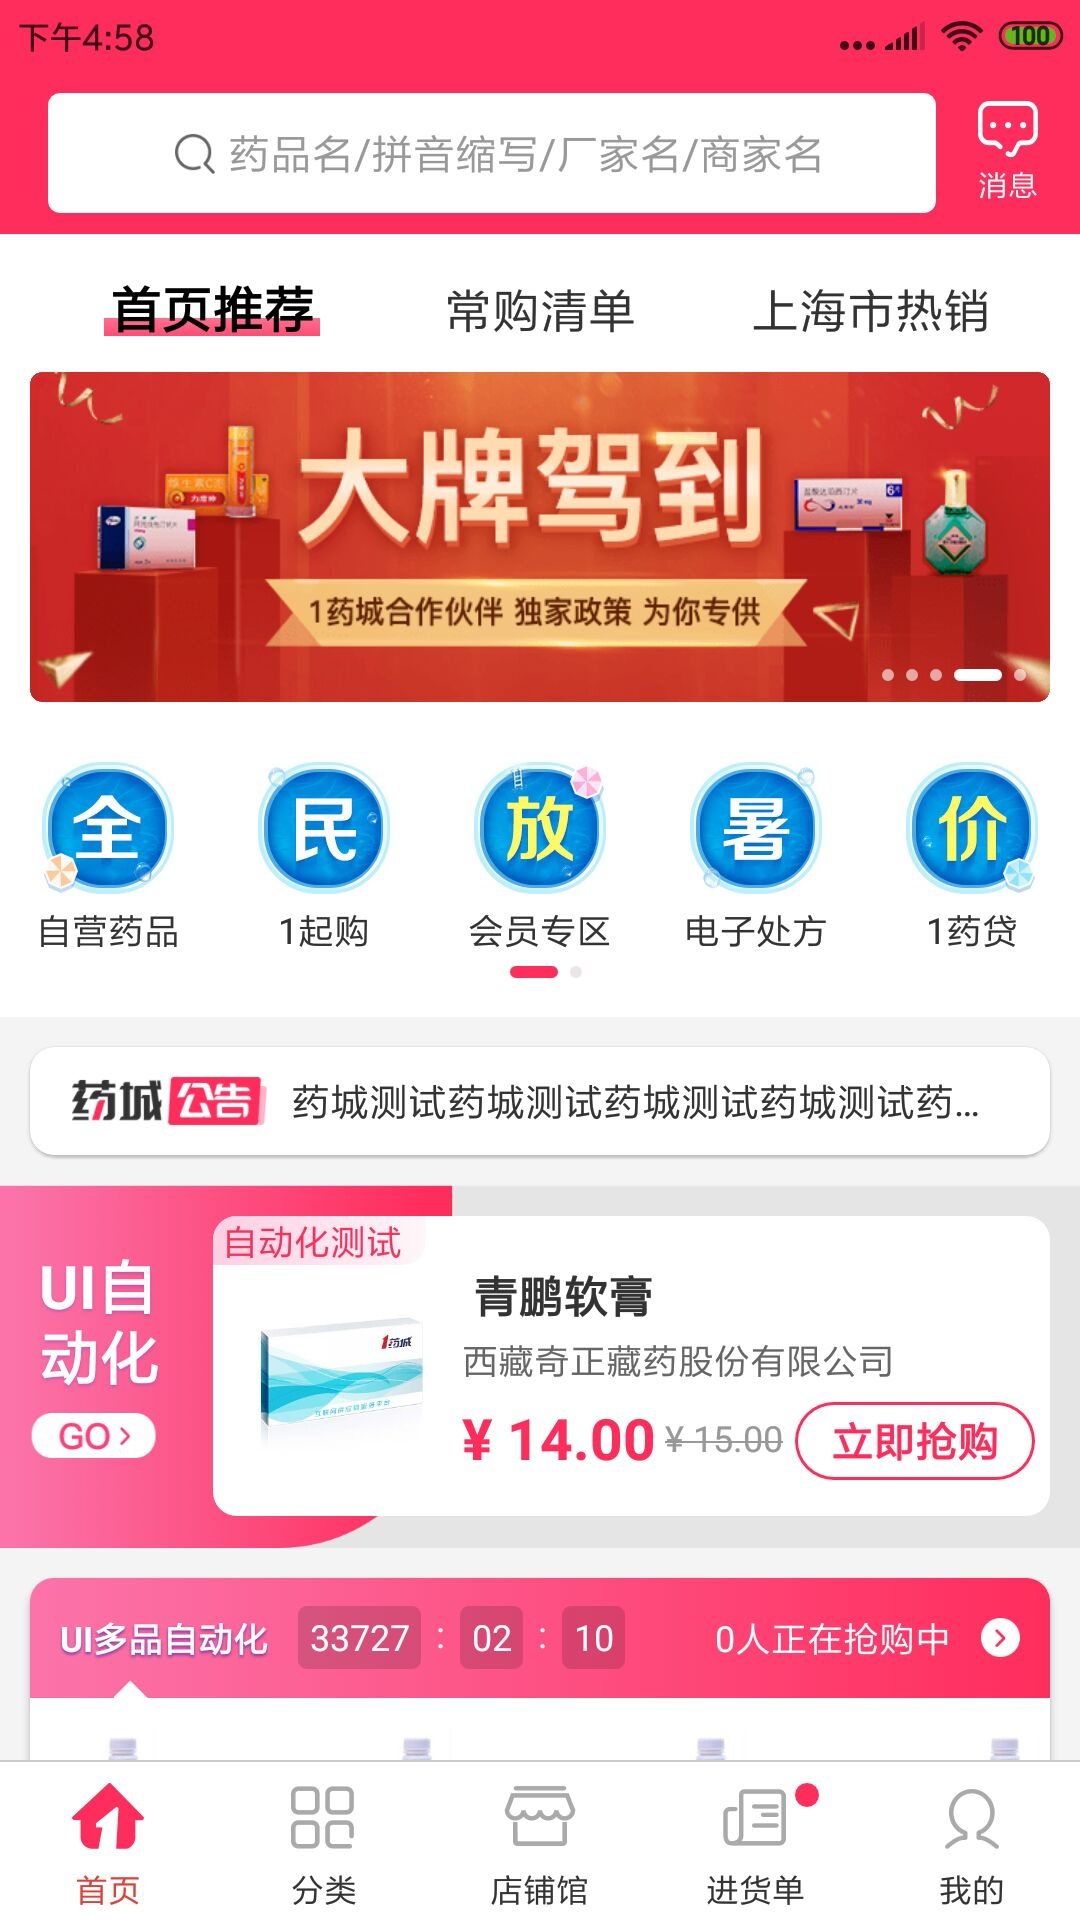 下午4:58
100
药品名/拼音缩写/厂家名/商家名
消息
首页推荐
常购清单
上海市热销
大牌驾到
1药城合作伙伴 独家政策 为你专供
全
民
放
暑
价
自营药品
1起购
会员专区
电子处方
1药贷
药城公告
药城测试药城测试药城测试药城测试药...
UI自
动化
GO
自动化测试
1药城
青鹏软膏
西藏奇正藏药股份有限公司
¥ 14.00 ¥ 15.00
立即抢购
UI多品自动化
33727 : 02 : 10
0人正在抢购中
首页
分类
店铺馆
进货单
我的